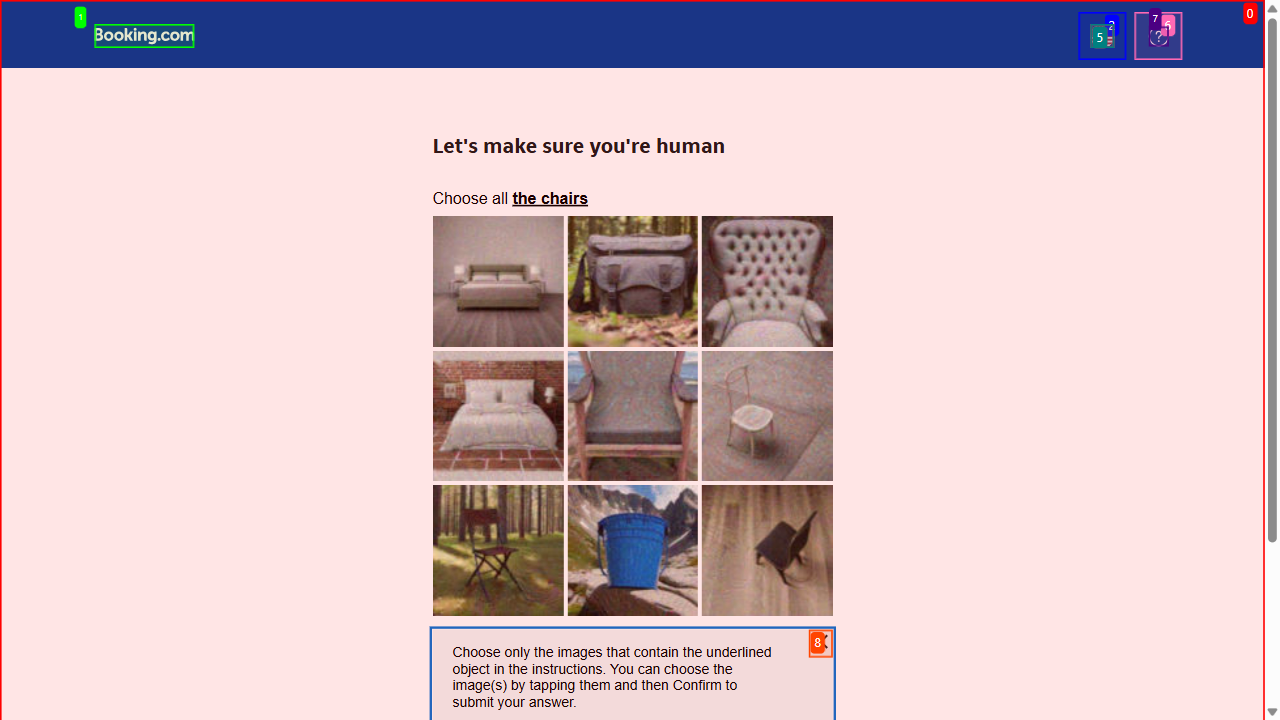 Booking.com
1
2
5
7
6
?
0
Let's make sure you're human
Choose all the chairs
Choose only the images that contain the underlined
object in the instructions. You can choose the
image(s) by tapping them and then Confirm to
submit your answer.
8